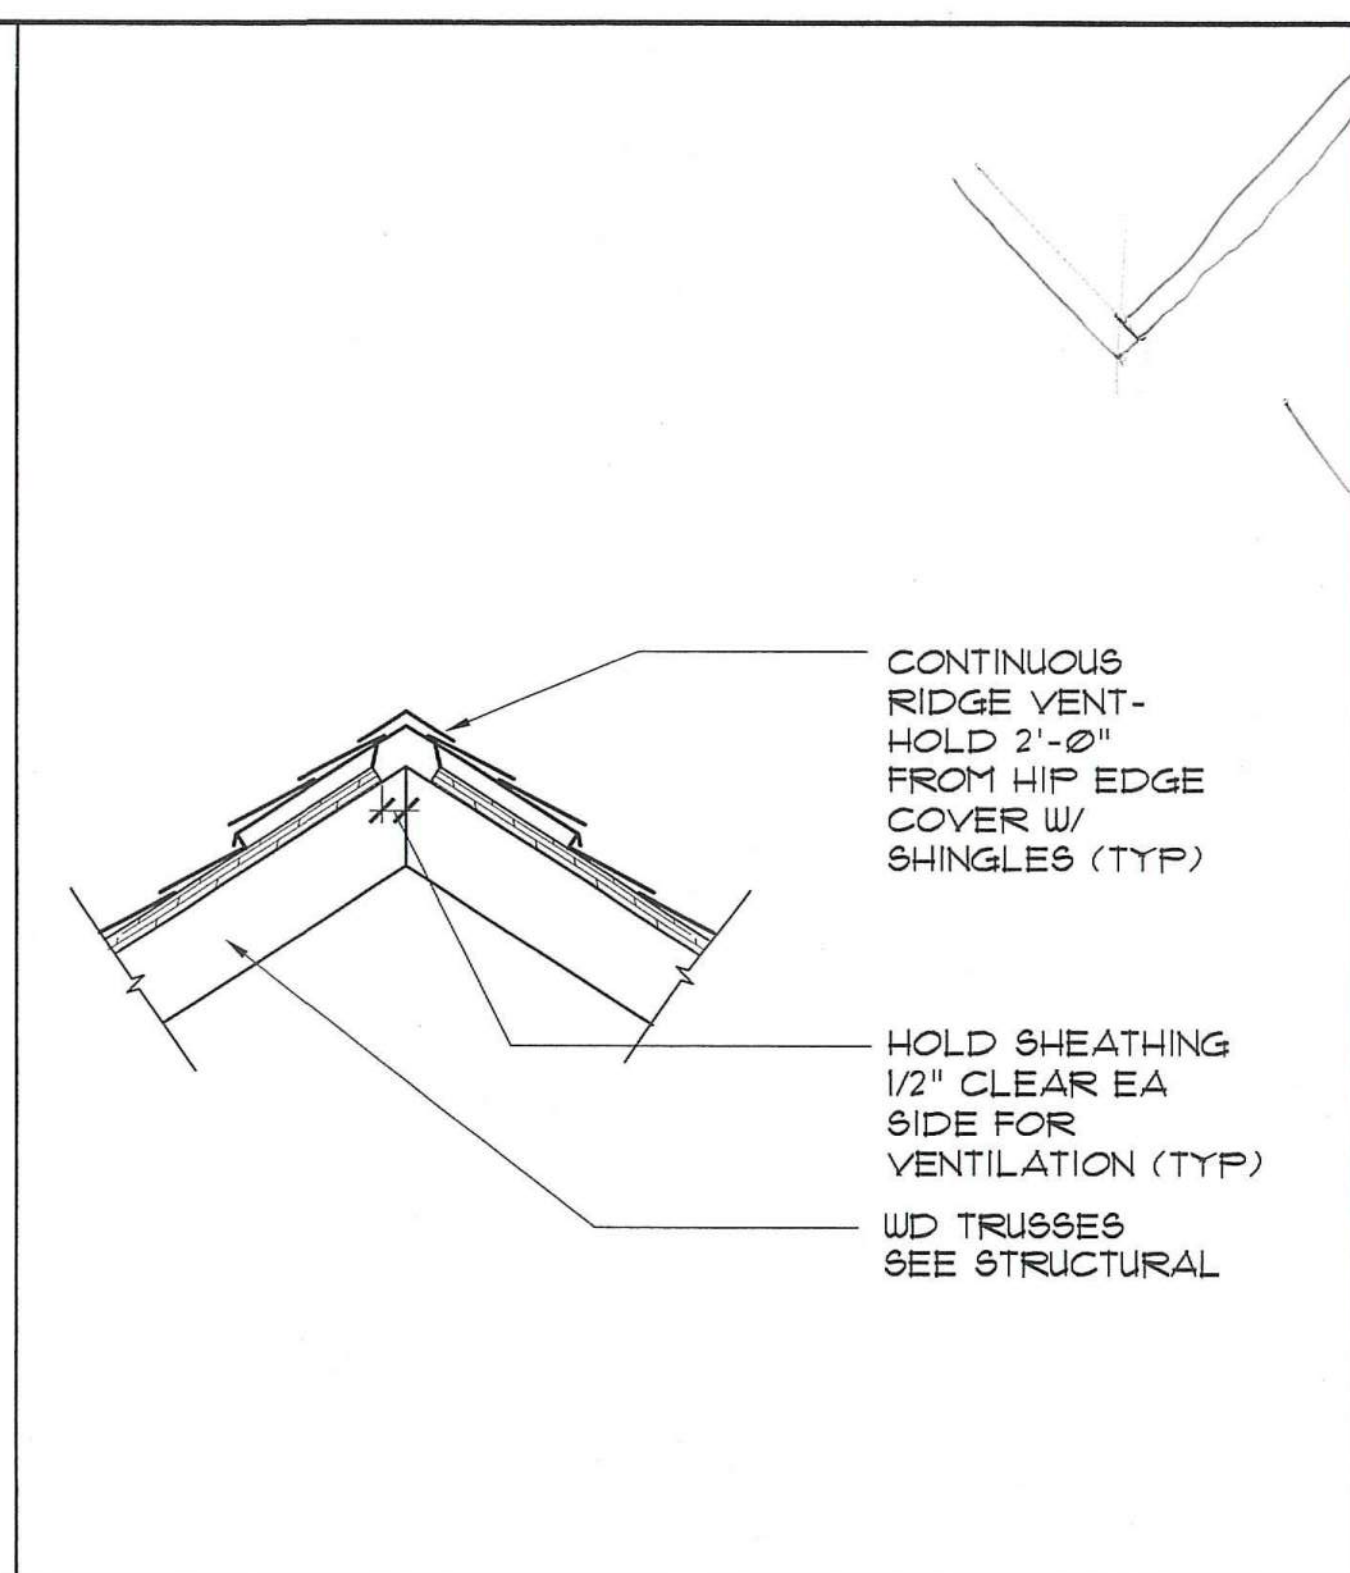 CONTINUOUS
RIDGE VENT-
HOLD 2'-Ø"
FROM HIP EDGE
COVER W/
SHINGLES (TYP)
HOLD SHEATHING
1/2" CLEAR EA
SIDE FOR
VENTILATION (TYP)
WD TRUSSES
SEE STRUCTURAL